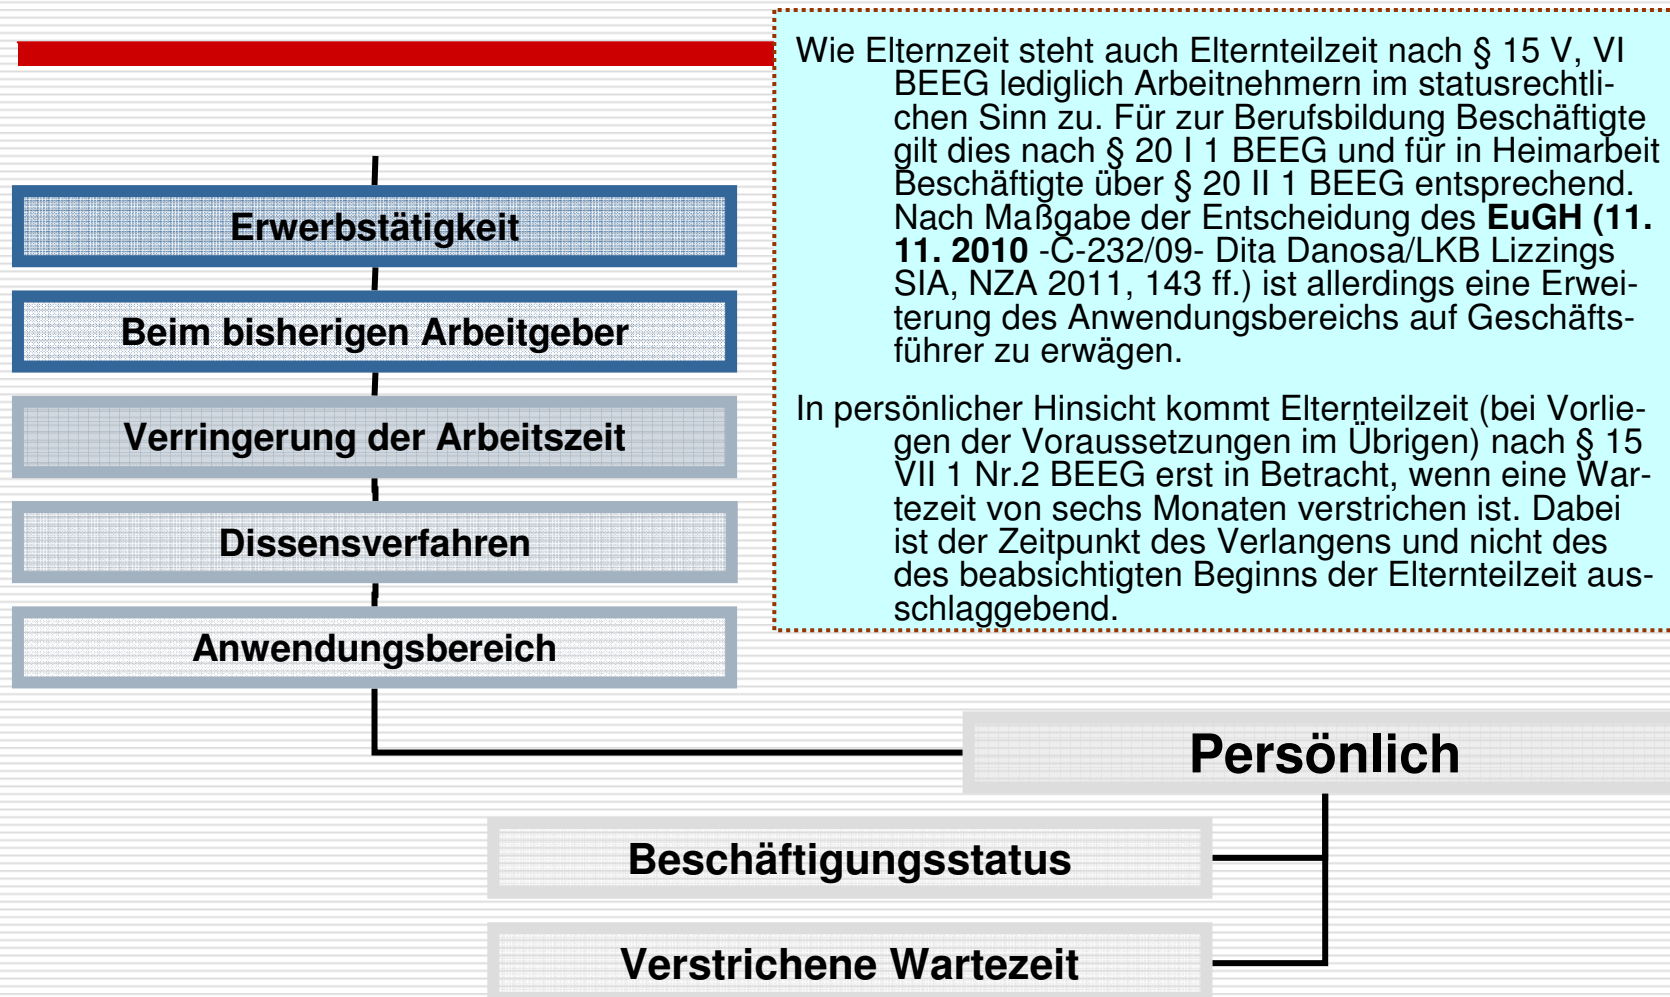 Wie Elternzeit steht auch Elternteilzeit nach § 15 V, VI
BEEG lediglich Arbeitnehmern im statusrechtli-
chen Sinn zu. Für zur Berufsbildung Beschäftigte
gilt dies nach § 20 I 1 BEEG und für in Heimarbeit
Beschäftigte über § 20 II 1 BEEG entsprechend.
Nach Maßgabe der Entscheidung des EuGH (11.
11. 2010 -C-232/09- Dita Danosa/LKB Lizzings
SIA, NZA 2011, 143 ff.) ist allerdings eine Erwei-
terung des Anwendungsbereichs auf Geschäfts-
führer zu erwägen.
In persönlicher Hinsicht kommt Elternteilzeit (bei Vorlie-
gen der Voraussetzungen im Übrigen) nach § 15
VII 1 Nr.2 BEEG erst in Betracht, wenn eine War-
tezeit von sechs Monaten verstrichen ist. Dabei
ist der Zeitpunkt des Verlangens und nicht des
des beabsichtigten Beginns der Elternteilzeit aus-
schlaggebend.
Erwerbstätigkeit
Beim bisherigen Arbeitgeber
Verringerung der Arbeitszeit
Dissensverfahren
Anwendungsbereich
Persönlich
Beschäftigungsstatus
Verstrichene Wartezeit